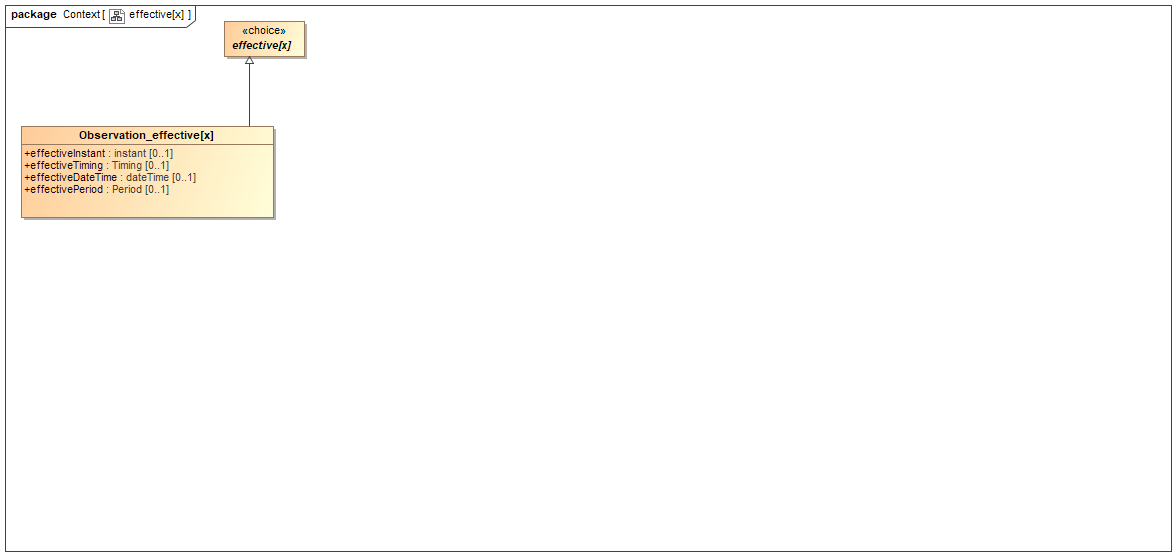 package Context[ effective[x] ]
«choice»
effective[x]
Observation_effective[x]
+effectiveInstant : instant [0..1]
+effectiveTiming : Timing [0..1]
+effectiveDateTime : dateTime [0..1]
+effectivePeriod : Period [0..1]